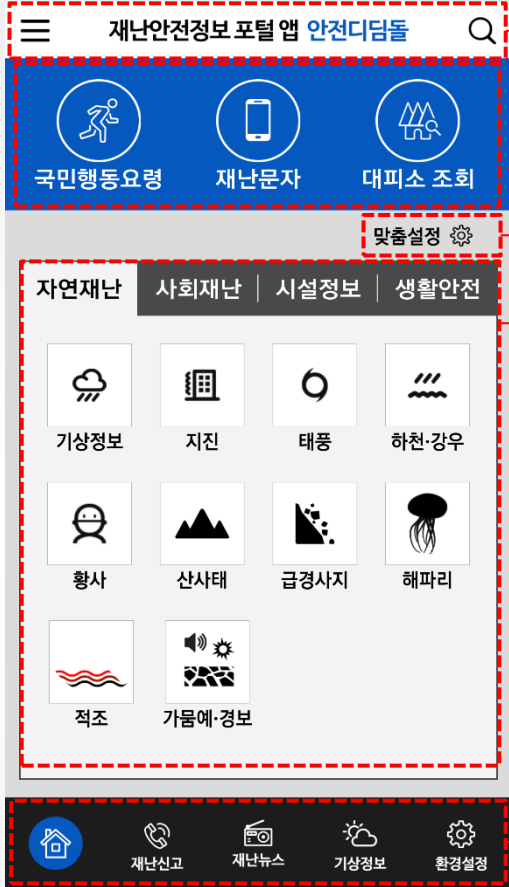 재난안전정보 포털 앱 안전디딤돌
국민행동요령 재난문자 대피소 조회
맞춤설정
자연재난 사회재난 시설정보 생활안전
기상정보 지진 태풍 하천·강우
황사 산사태 급경사지 해파리
적조 가뭄예·경보
재난신고 재난뉴스 기상정보 환경설정